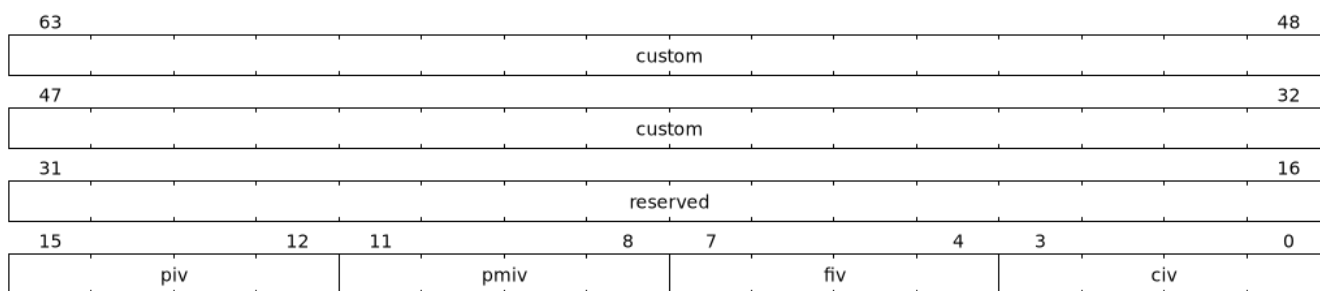 63 48
custom
47 32
custom
31 16
reserved
15 12 11 8 7 4 3 0
piv pmiv fiv civ